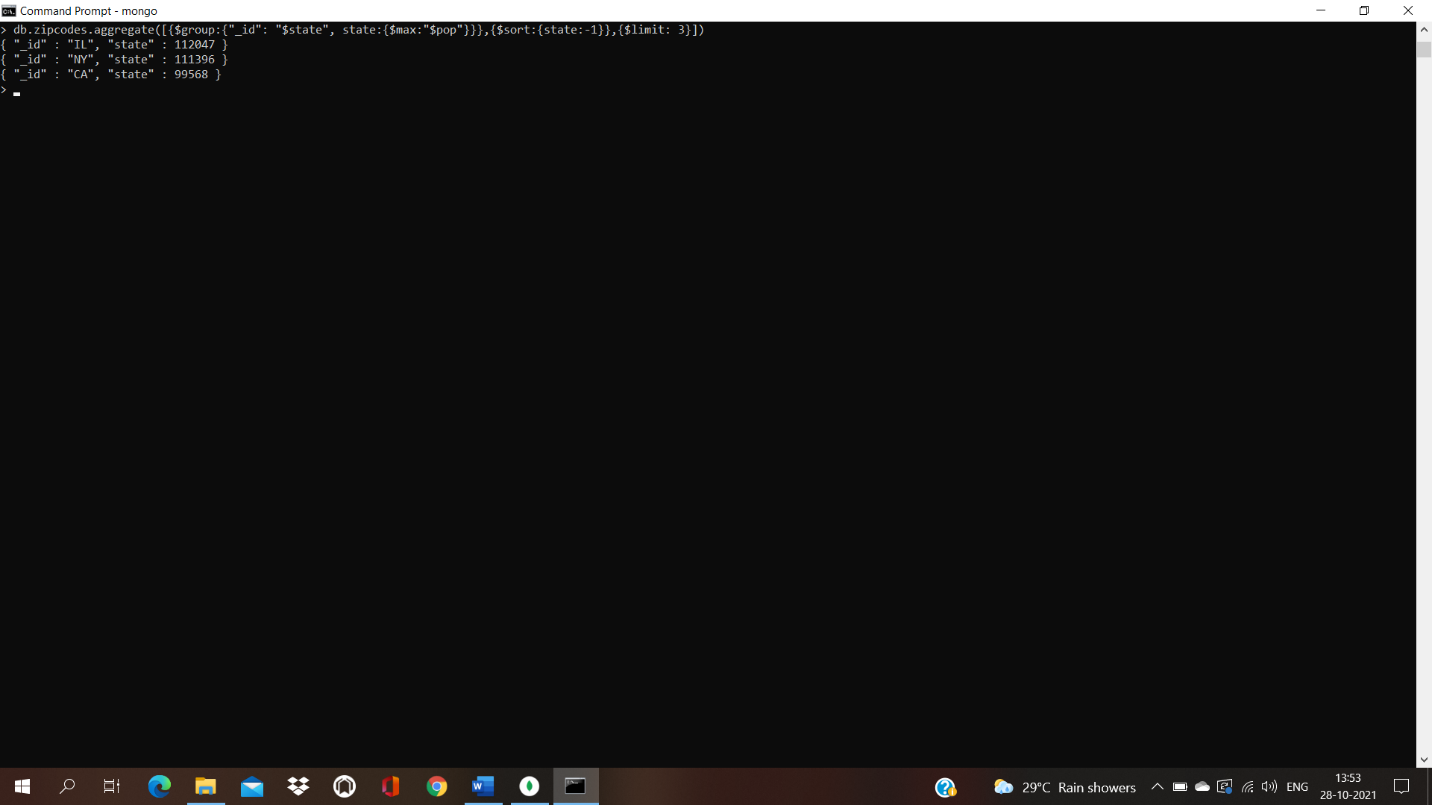 Command Prompt - mongo
> db.zipcodes.aggregate([{$group:{"_id": "$state", state:{$max:"$pop"}}},{$sort:{state:-1}},{$limit: 3}])
{ "_id" : "IL", "state" : 112047 }
{ "_id" : "NY", "state" : 111396 }
{ "_id" : "CA", "state" : 99568 }
>
29°C Rain showers
ENG
13:53
28-10-2021